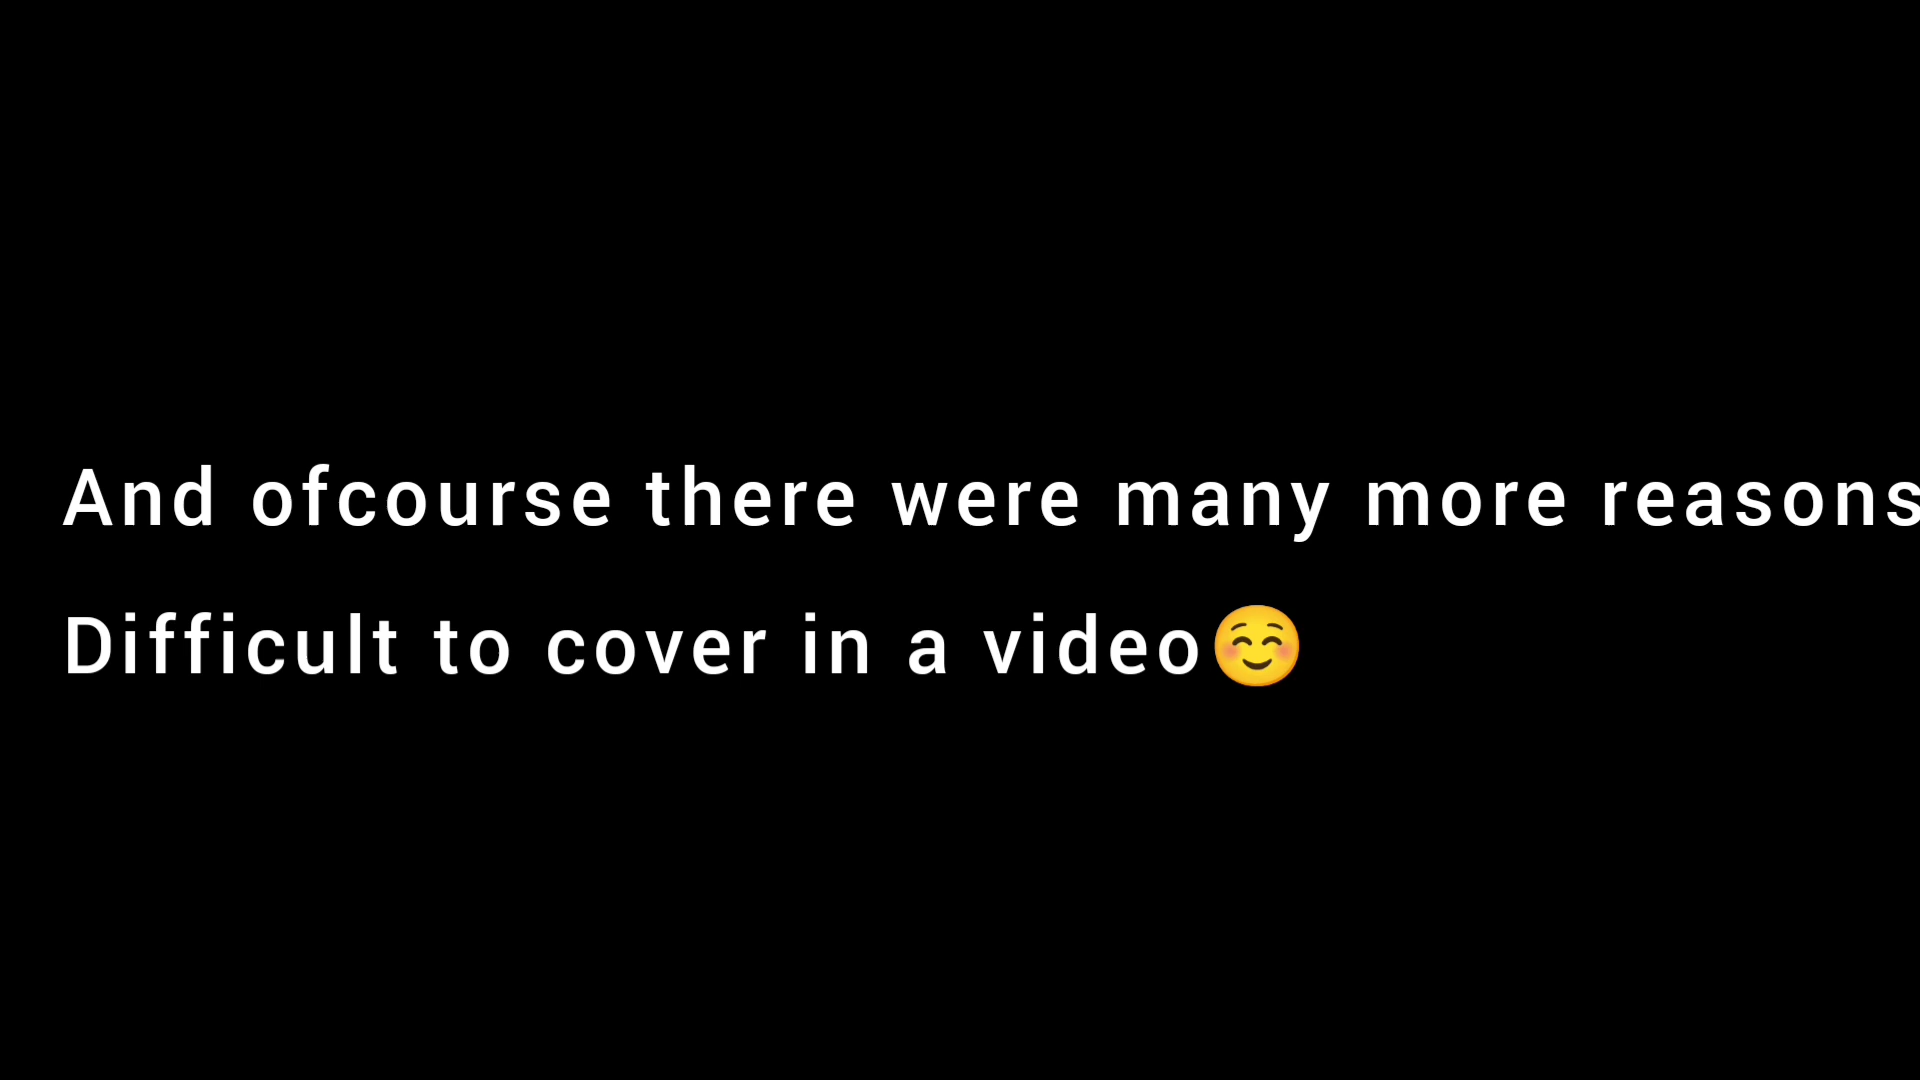 And ofcourse there were many more reasons
Difficult to cover in a video☺️